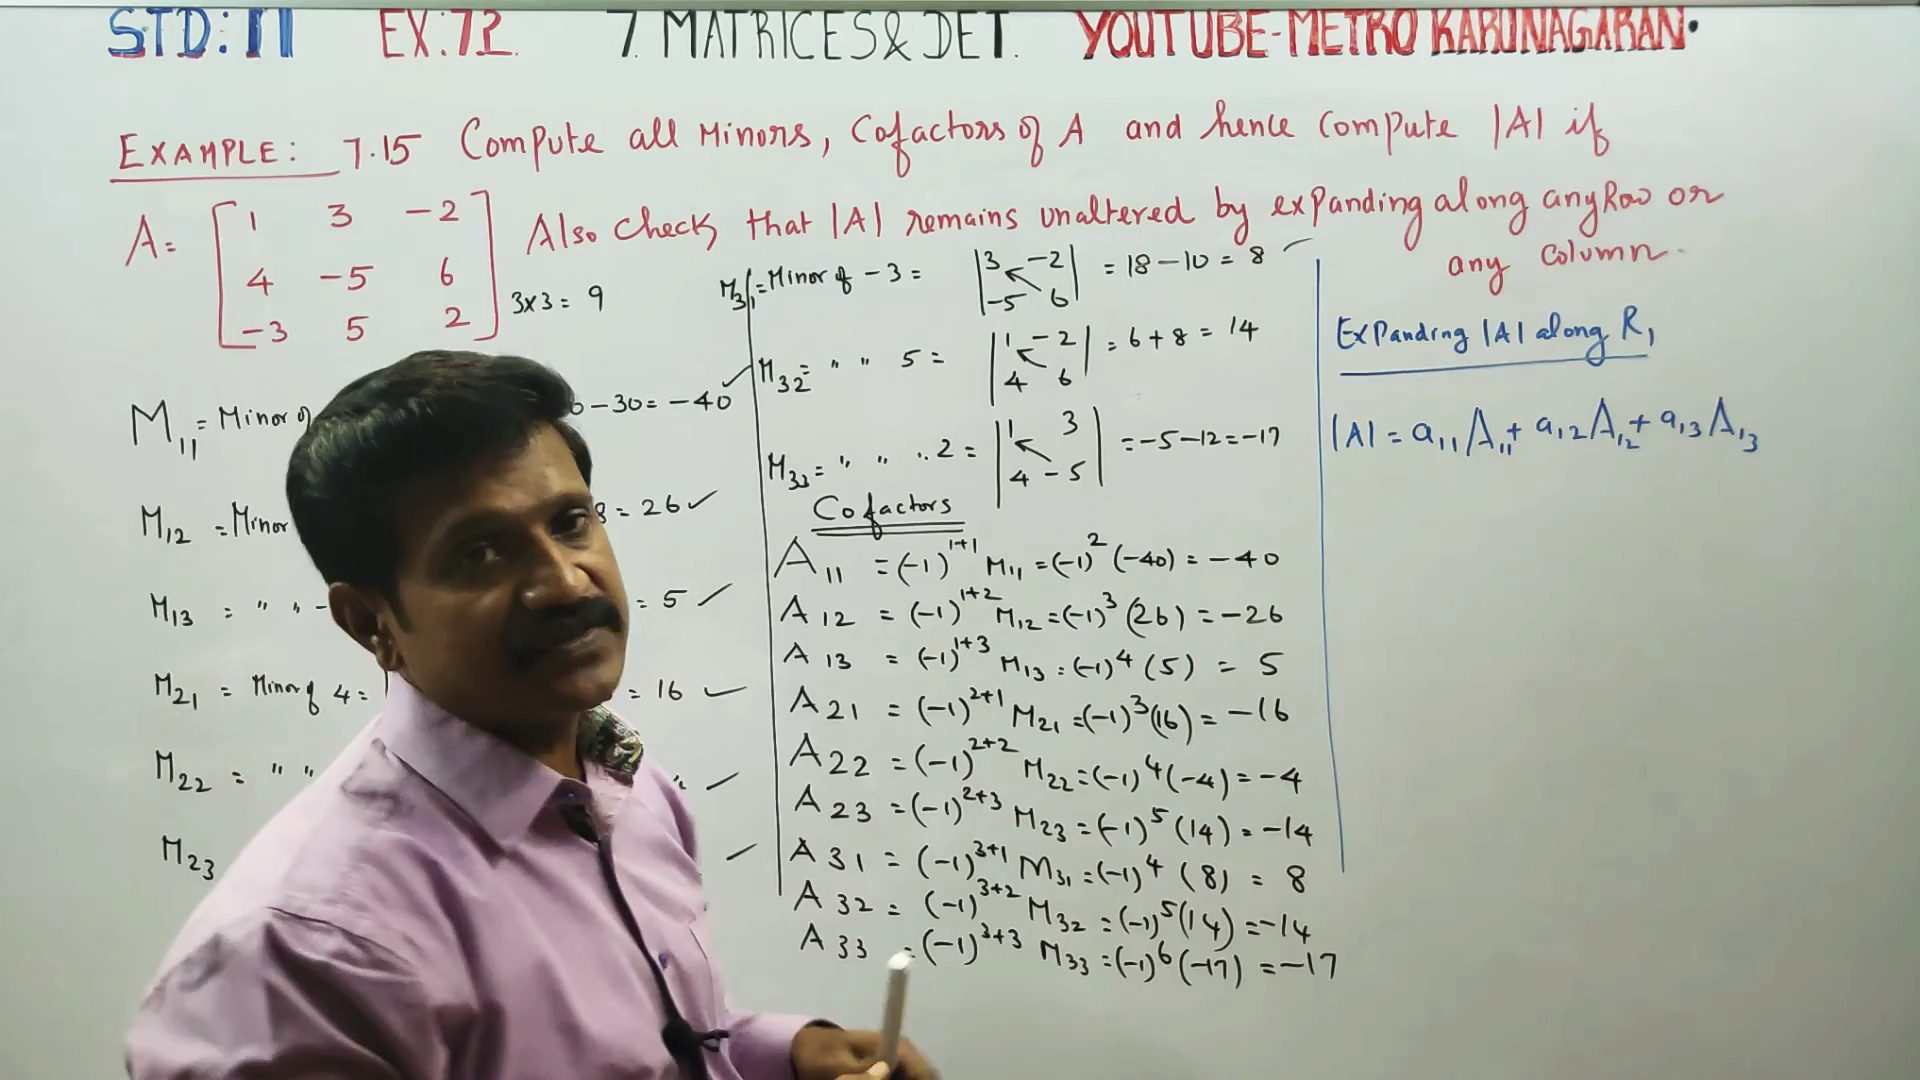 STD: 11 EX: 7.2. 7. MATRICES & DET. YOUTUBE-METRO KARUNAGARAN.
EXAMPLE: 7.15 Compute all Minors, Cofactors of A and hence compute |A| if
A = [1 3 -2
4 -5 6
-3 5 2] Also check that |A| remains unaltered by expanding along any Row or
any column.
3x3 = 9
M11 = Minor of
-30 = -40
M12 = Minor
= 26
M13 = " " -
= 5
M21 = Minor of 4 =
= 16
M22 = " "
M23
M31 = Minor of -3 = |3 -2
-5 6| = 18 - 10 = 8
M32 = " " 5 = |1 -2
4 6| = 6 + 8 = 14
M33 = " " " 2 = |1 3
4 -5| = -5 - 12 = -17
Cofactors
A11 = (-1)^1+1 M11 = (-1)^2 (-40) = -40
A12 = (-1)^1+2 M12 = (-1)^3 (26) = -26
A13 = (-1)^1+3 M13 = (-1)^4 (5) = 5
A21 = (-1)^2+1 M21 = (-1)^3 (16) = -16
A22 = (-1)^2+2 M22 = (-1)^4 (-4) = -4
A23 = (-1)^2+3 M23 = (-1)^5 (14) = -14
A31 = (-1)^3+1 M31 = (-1)^4 (8) = 8
A32 = (-1)^3+2 M32 = (-1)^5 (14) = -14
A33 = (-1)^3+3 M33 = (-1)^6 (-17) = -17
Expanding |A| along R1
|A| = a11 A11 + a12 A12 + a13 A13